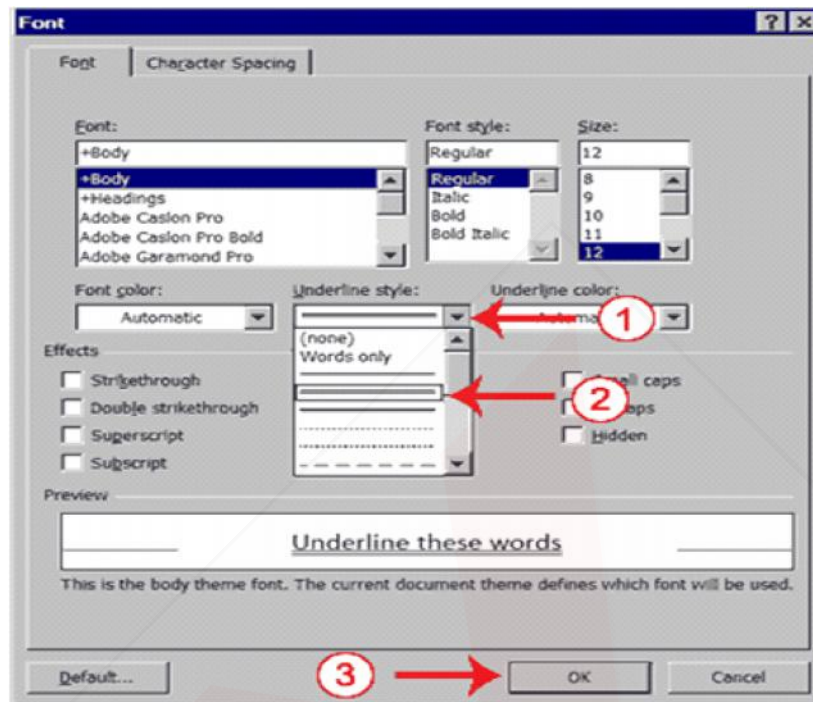 Font
Font Character Spacing
Font: Font style: Size:
+Body Regular 12
+Body Regular 8
+Headings Italic 9
Adobe Caslon Pro Bold 10
Adobe Caslon Pro Bold Bold Italic 11
Adobe Garamond Pro 12
Font color: Underline style: Underline color:
Automatic 1
(none)
Words only
Effects
Strikethrough caps
Double strikethrough 2
Superscript Hidden
Subscript
Preview
Underline these words
This is the body theme font. The current document theme defines which font will be used.
3
Default... OK Cancel